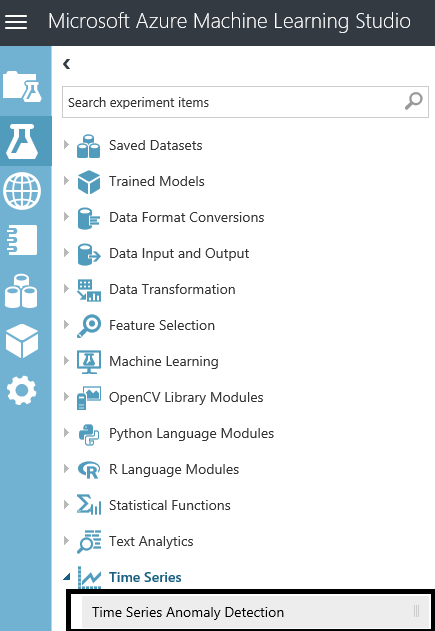 Microsoft Azure Machine Learning Studio
Search experiment items
Saved Datasets
Trained Models
Data Format Conversions
Data Input and Output
Data Transformation
Feature Selection
Machine Learning
OpenCV Library Modules
Python Language Modules
R Language Modules
Statistical Functions
Text Analytics
Time Series
Time Series Anomaly Detection